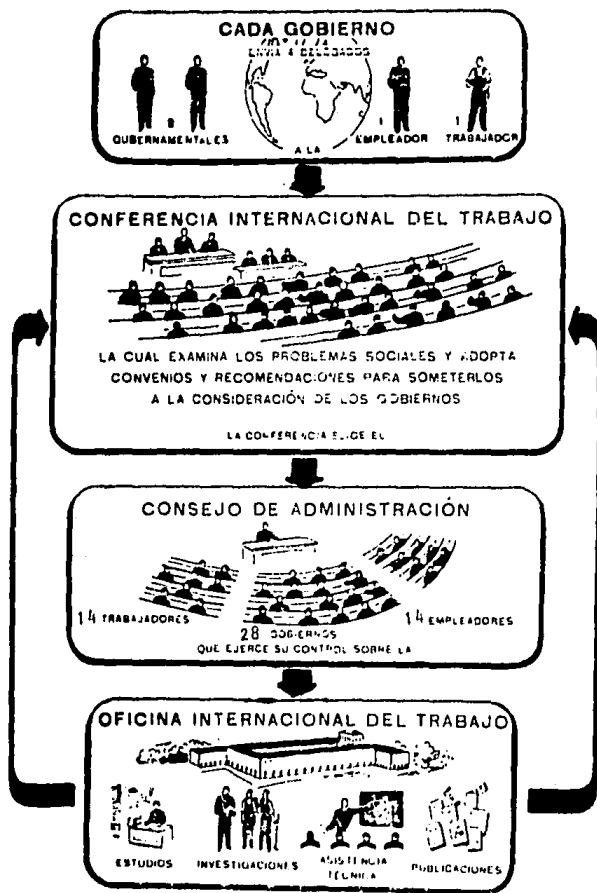 CADA GOBIERNO
ENVIA 4 DELEGADOS
2
GUBERNAMENTALES
1
EMPLEADOR
1
TRABAJADOR
A LA
CONFERENCIA INTERNACIONAL DEL TRABAJO
LA CUAL EXAMINA LOS PROBLEMAS SOCIALES Y ADOPTA
CONVENIOS Y RECOMENDACIONES PARA SOMETERLOS
A LA CONSIDERACIÓN DE LOS GOBIERNOS
LA CONFERENCIA ELIGE EL
CONSEJO DE ADMINISTRACIÓN
14 TRABAJADORES
28 GOBIERNOS
14 EMPLEADORES
QUE EJERCE SU CONTROL SOBRE LA
OFICINA INTERNACIONAL DEL TRABAJO
ESTUDIOS
INVESTIGACIONES
ASISTENCIA
TÉCNICA
PUBLICACIONES